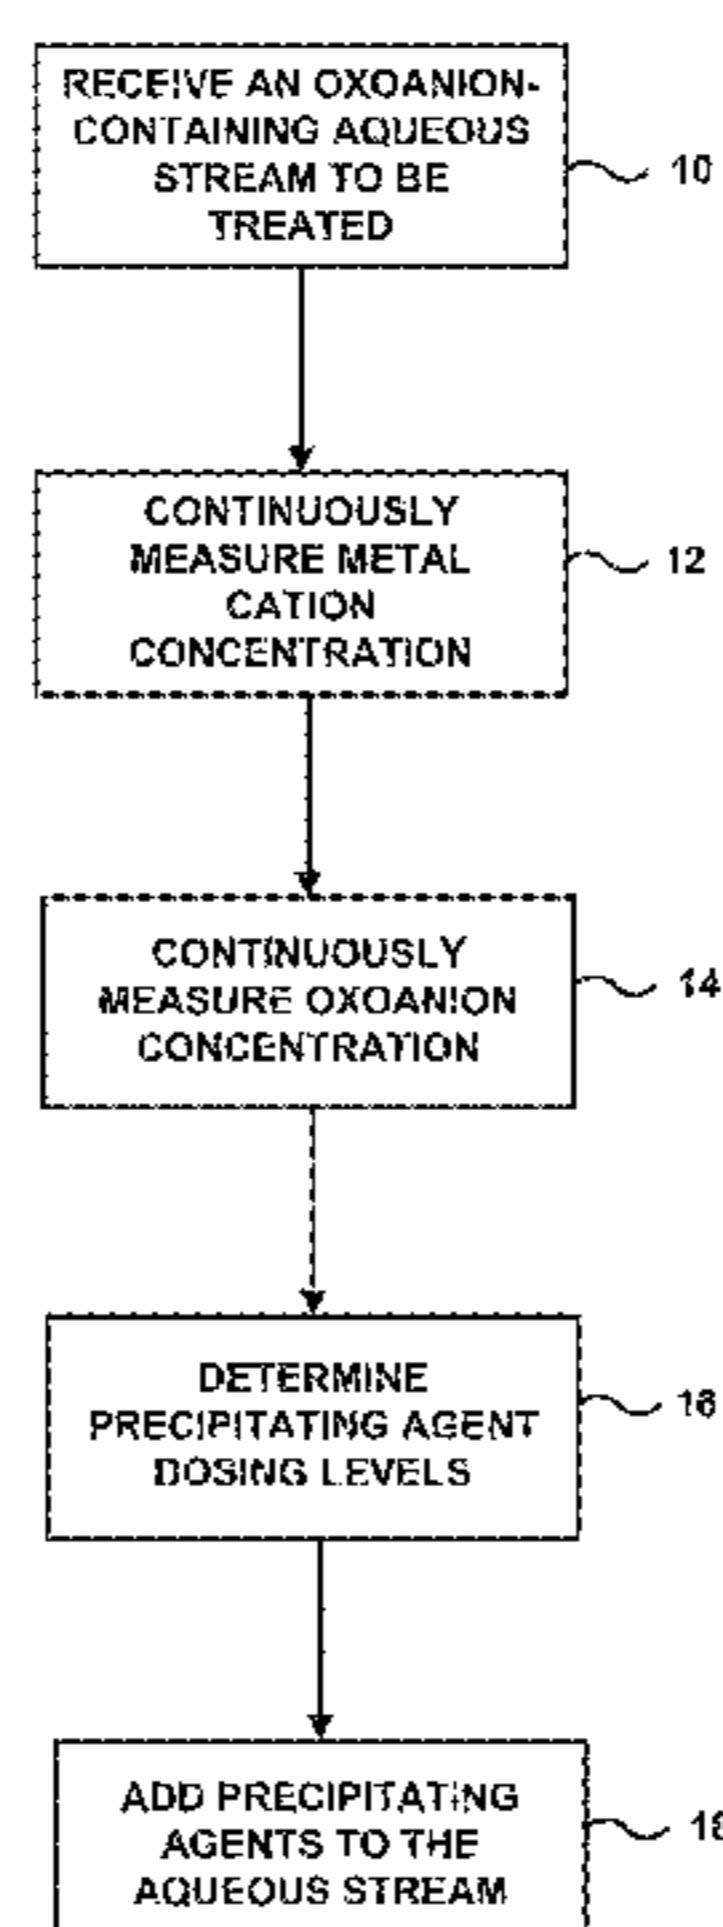 RECEIVE AN OXOANION-
CONTAINING AQUEOUS
STREAM TO BE
TREATED
10
CONTINUOUSLY
MEASURE METAL
CATION
CONCENTRATION
12
CONTINUOUSLY
MEASURE OXOANION
CONCENTRATION
14
DETERMINE
PRECIPITATING AGENT
DOSING LEVELS
16
ADD PRECIPITATING
AGENTS TO THE
AQUEOUS STREAM
18